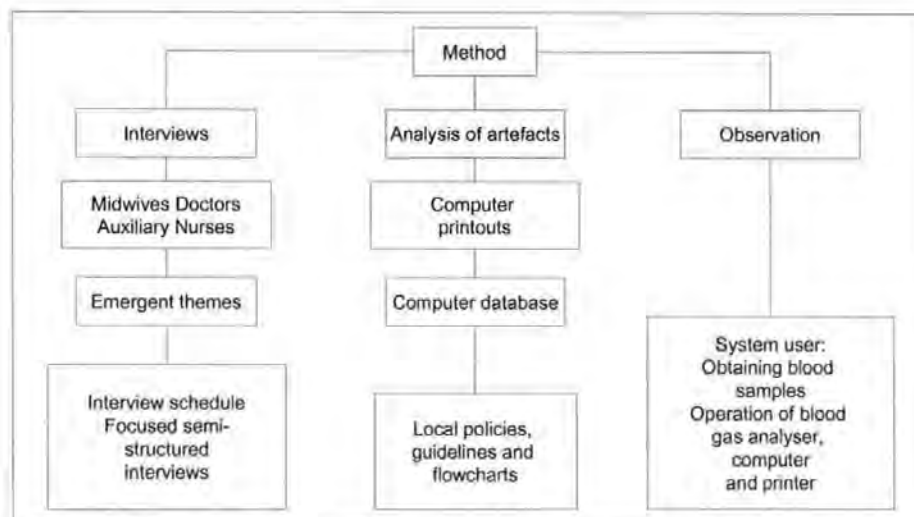 Method
Interviews
Midwives Doctors
Auxiliary Nurses
Emergent themes
Interview schedule
Focused semi-
structured
interviews
Analysis of artefacts
Computer
printouts
Computer database
Local policies,
guidelines and
flowcharts
Observation
System user:
Obtaining blood
samples
Operation of blood
gas analyser,
computer
and printer